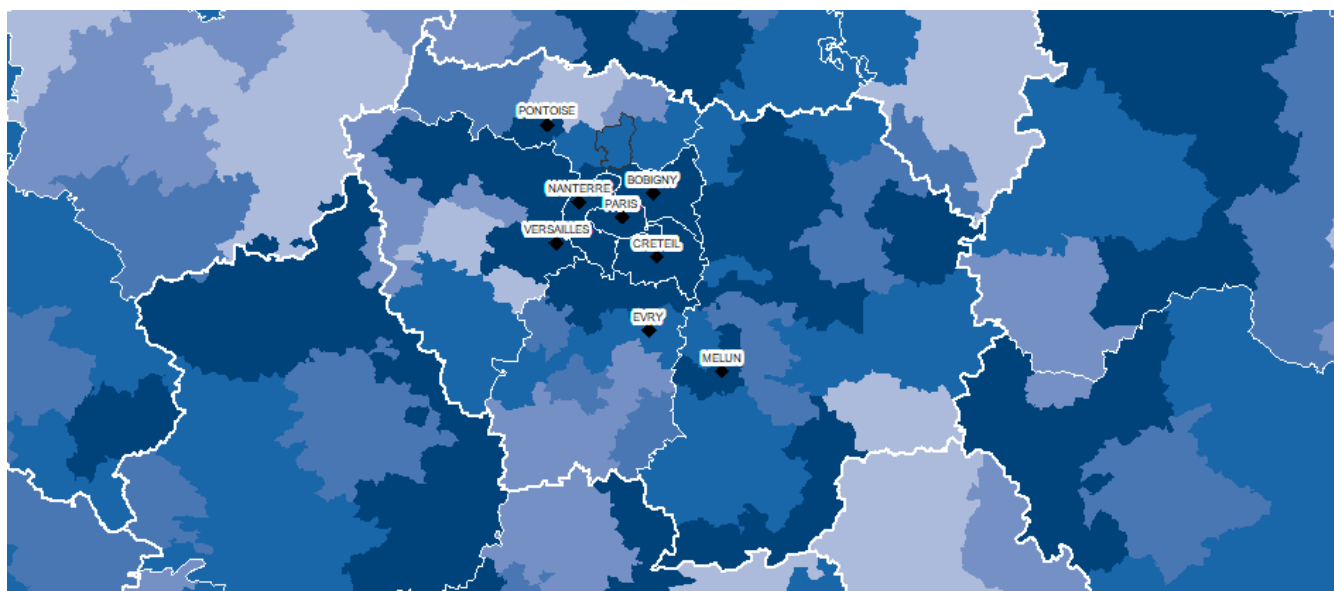 PONTOISE
BOBIGNY
NANTERRE
PARIS
VERSAILLES
CRETEIL
EVRY
MELUN